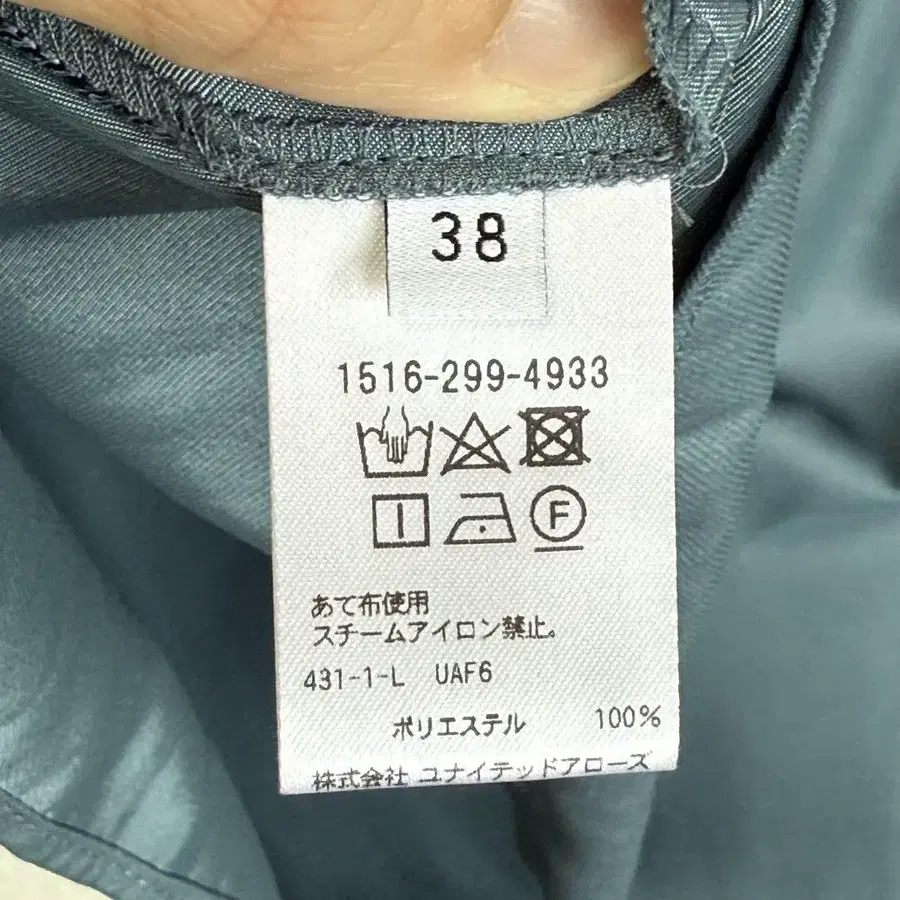 38
1516-299-4933
F
あて布使用
スチームアイロン禁止。
431-1-L UAF6
ポリエステル 100%
株式会社 ユナイテッドアローズ